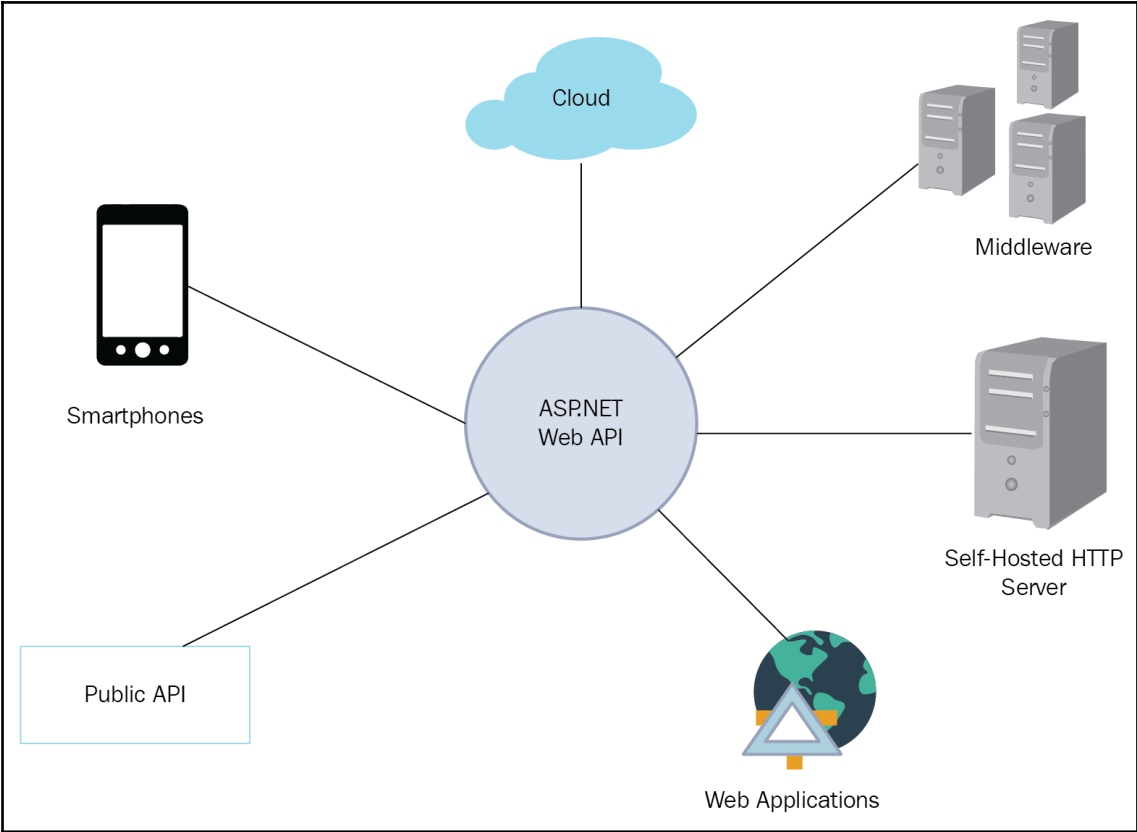 Cloud
Middleware
Smartphones
ASP.NET
Web API
Self-Hosted HTTP
Server
Public API
Web Applications